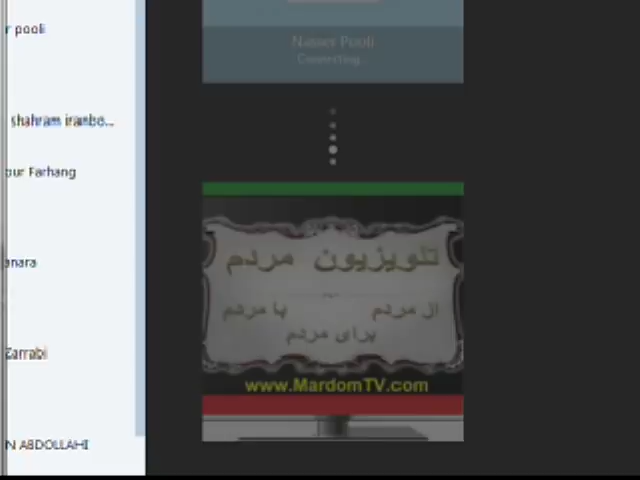 r pooli
shahram iranbo...
our Farhang
anara
Zarrabi
N ABDOLLAHI
Naser Pooli
Connecting...
تلویزیون مردم
از مردم با مردم
برای مردم
www.MardomTV.com